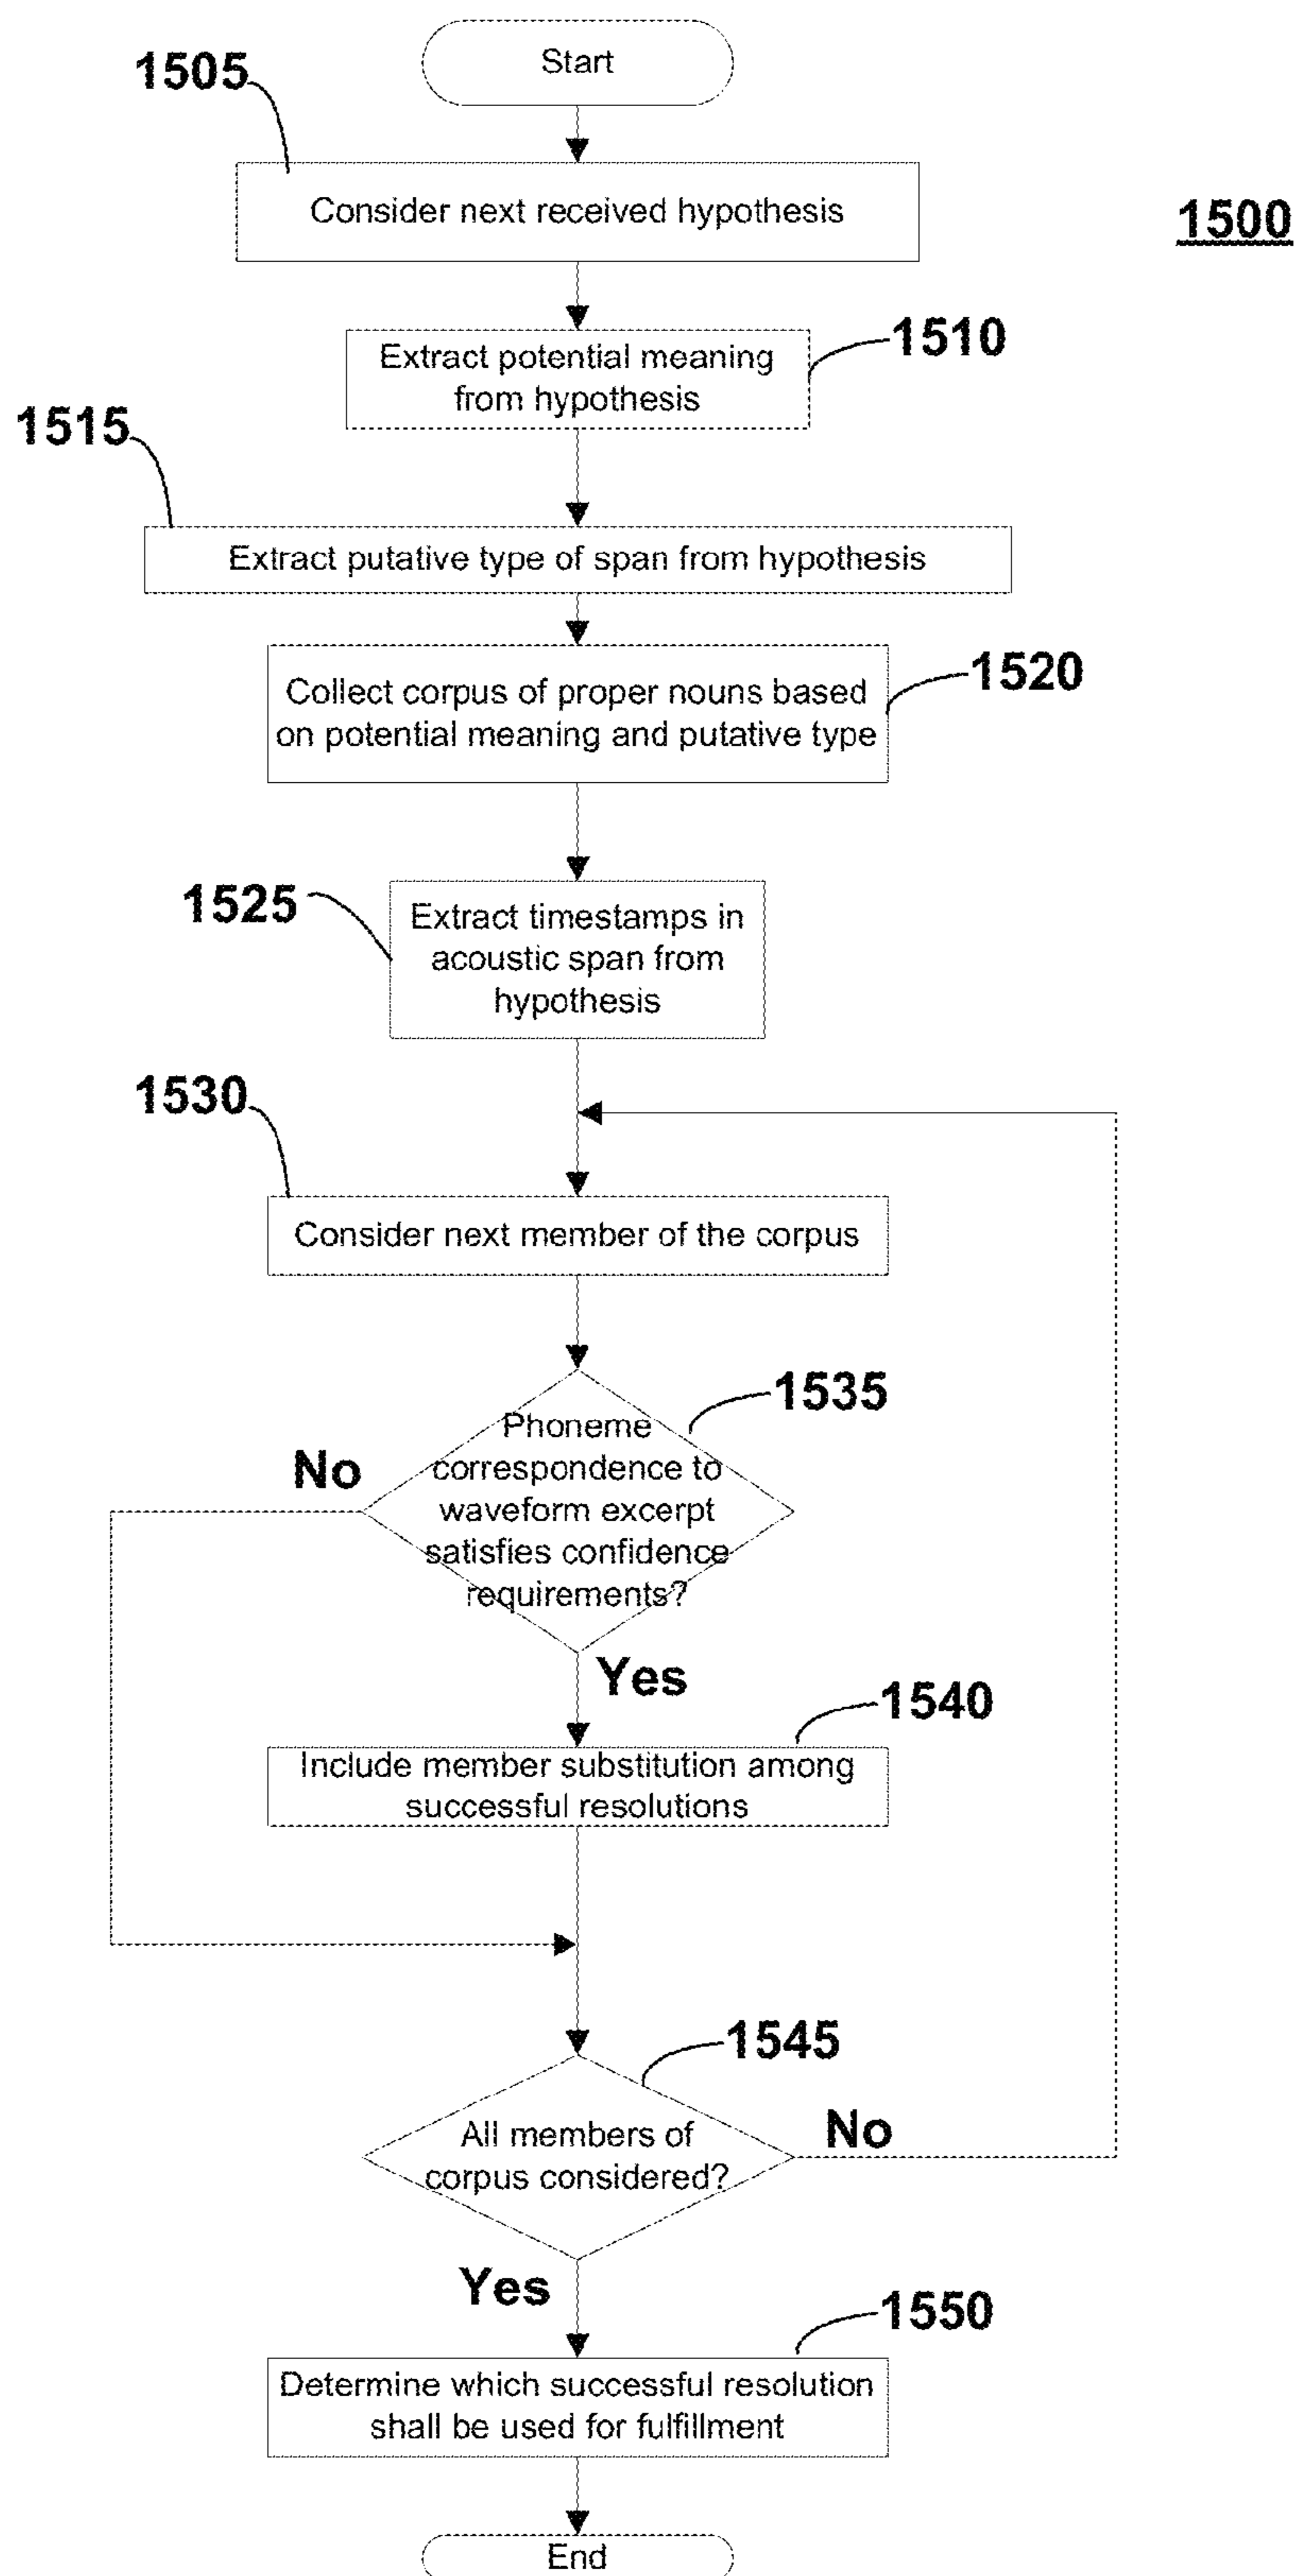 Start
1505
Consider next received hypothesis
1500
Extract potential meaning
from hypothesis
1510
1515
Extract putative type of span from hypothesis
1520
Collect corpus of proper nouns based
on potential meaning and putative type
1525
Extract timestamps in
acoustic span from
hypothesis
1530
Consider next member of the corpus
1535
Phoneme
correspondence to
waveform excerpt
satisfies confidence
requirements?
No
Yes
1540
Include member substitution among
successful resolutions
1545
All members of
corpus considered?
No
Yes
1550
Determine which successful resolution
shall be used for fulfillment
End